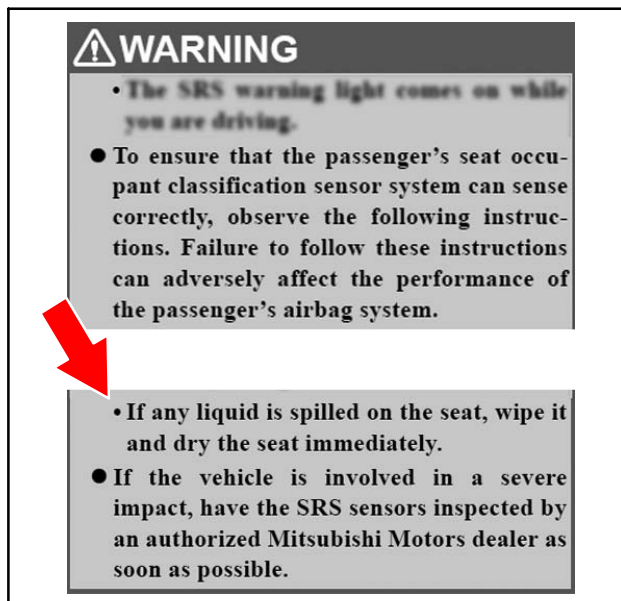 WARNING
• The SRS warning light comes on while
you are driving.
● To ensure that the passenger’s seat occu-
pant classification sensor system can sense
correctly, observe the following instruc-
tions. Failure to follow these instructions
can adversely affect the performance of
the passenger’s airbag system.
• If any liquid is spilled on the seat, wipe it
and dry the seat immediately.
● If the vehicle is involved in a severe
impact, have the SRS sensors inspected by
an authorized Mitsubishi Motors dealer as
soon as possible.